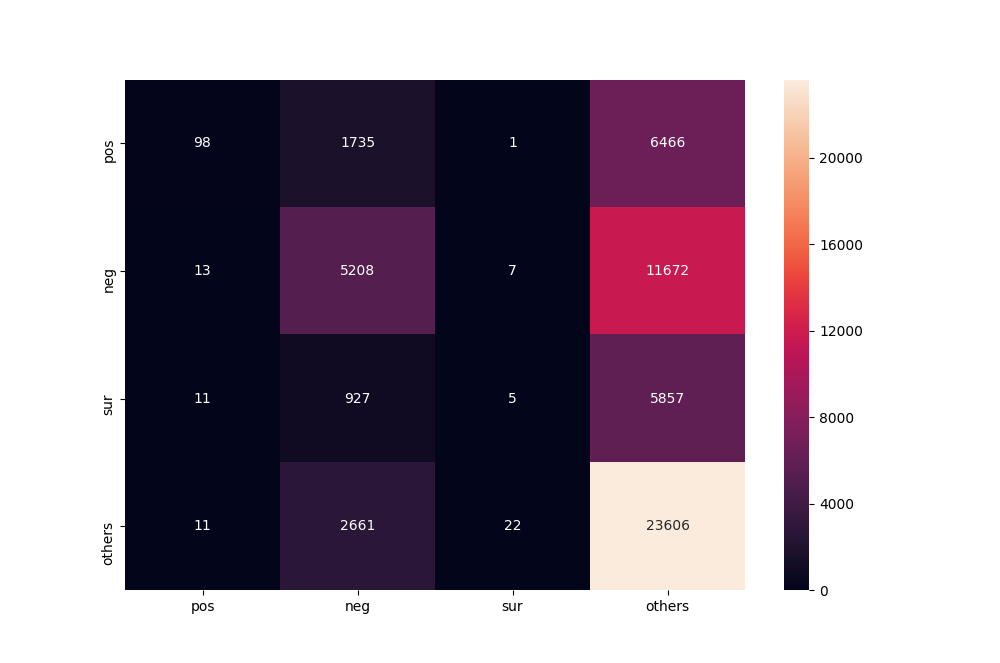 pos 98 1735 1 6466
neg 13 5208 7 11672
sur 11 927 5 5857
others 11 2661 22 23606
pos neg sur others
20000
16000
12000
8000
4000
0